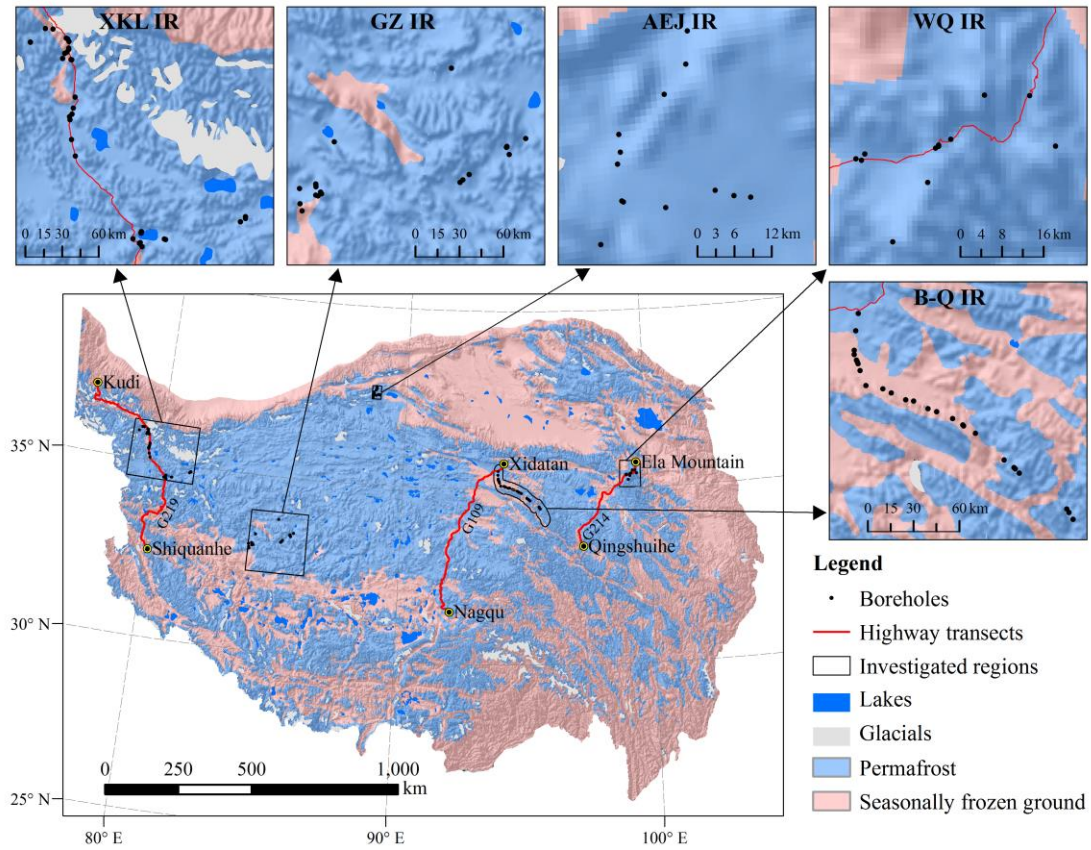 XKL IR
0 15 30 60 km
GZ IR
0 15 30 60 km
AEJ IR
0 3 6 12 km
WQ IR
0 4 8 16 km
B-Q IR
0 15 30 60 km
Kudi
35° N
G219
Shiquanhe
Xidatan
G109
Nagqu
Ela Mountain
G214
Qingshuihe
30° N
25° N
0 250 500 1,000
km
80° E
90° E
100° E
Legend
Boreholes
Highway transects
Investigated regions
Lakes
Glacials
Permafrost
Seasonally frozen ground